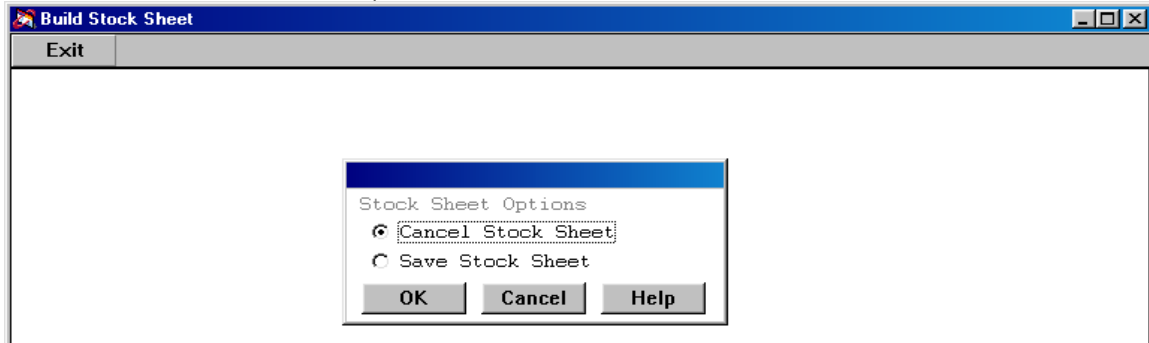 Build Stock Sheet
Exit
Stock Sheet Options
Cancel Stock Sheet
Save Stock Sheet
OK Cancel Help